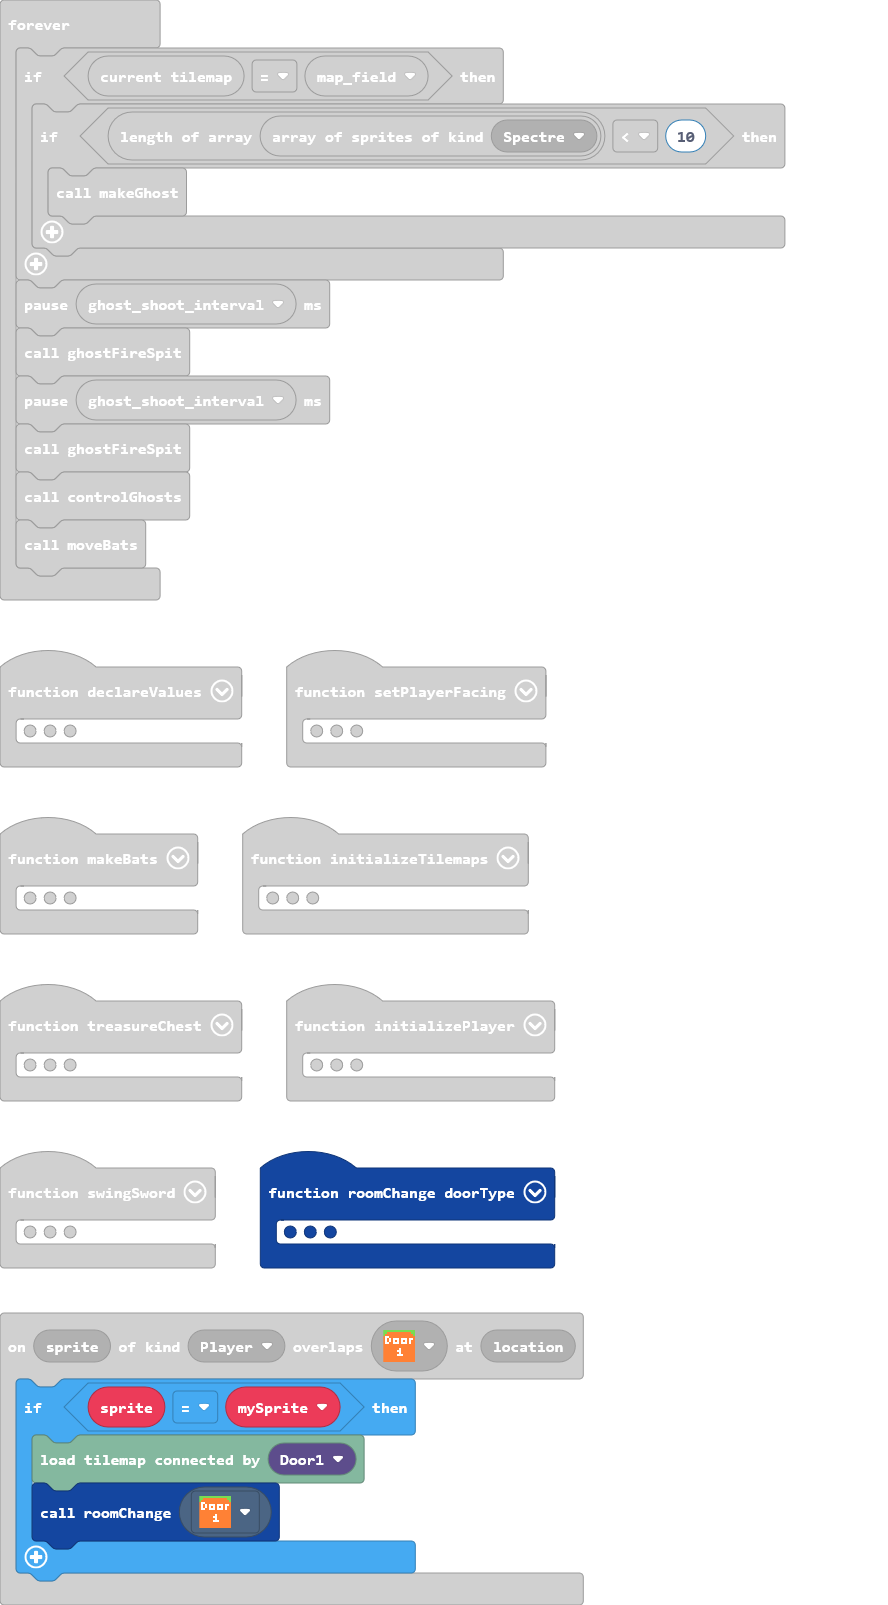 forever
if current tilemap = map_field then
if length of array array of sprites of kind Spectre < 10 then
call makeGhost
pause ghost_shoot_interval ms
call ghostFireSpit
pause ghost_shoot_interval ms
call ghostFireSpit
call controlGhosts
call moveBats
function declareValues
function setPlayerFacing
function makeBats
function initializeTilemaps
function treasureChest
function initializePlayer
function swingSword
function roomChange doorType
on sprite of kind Player overlaps Door 1 at location
if sprite = mySprite then
load tilemap connected by Door1
call roomChange Door 1